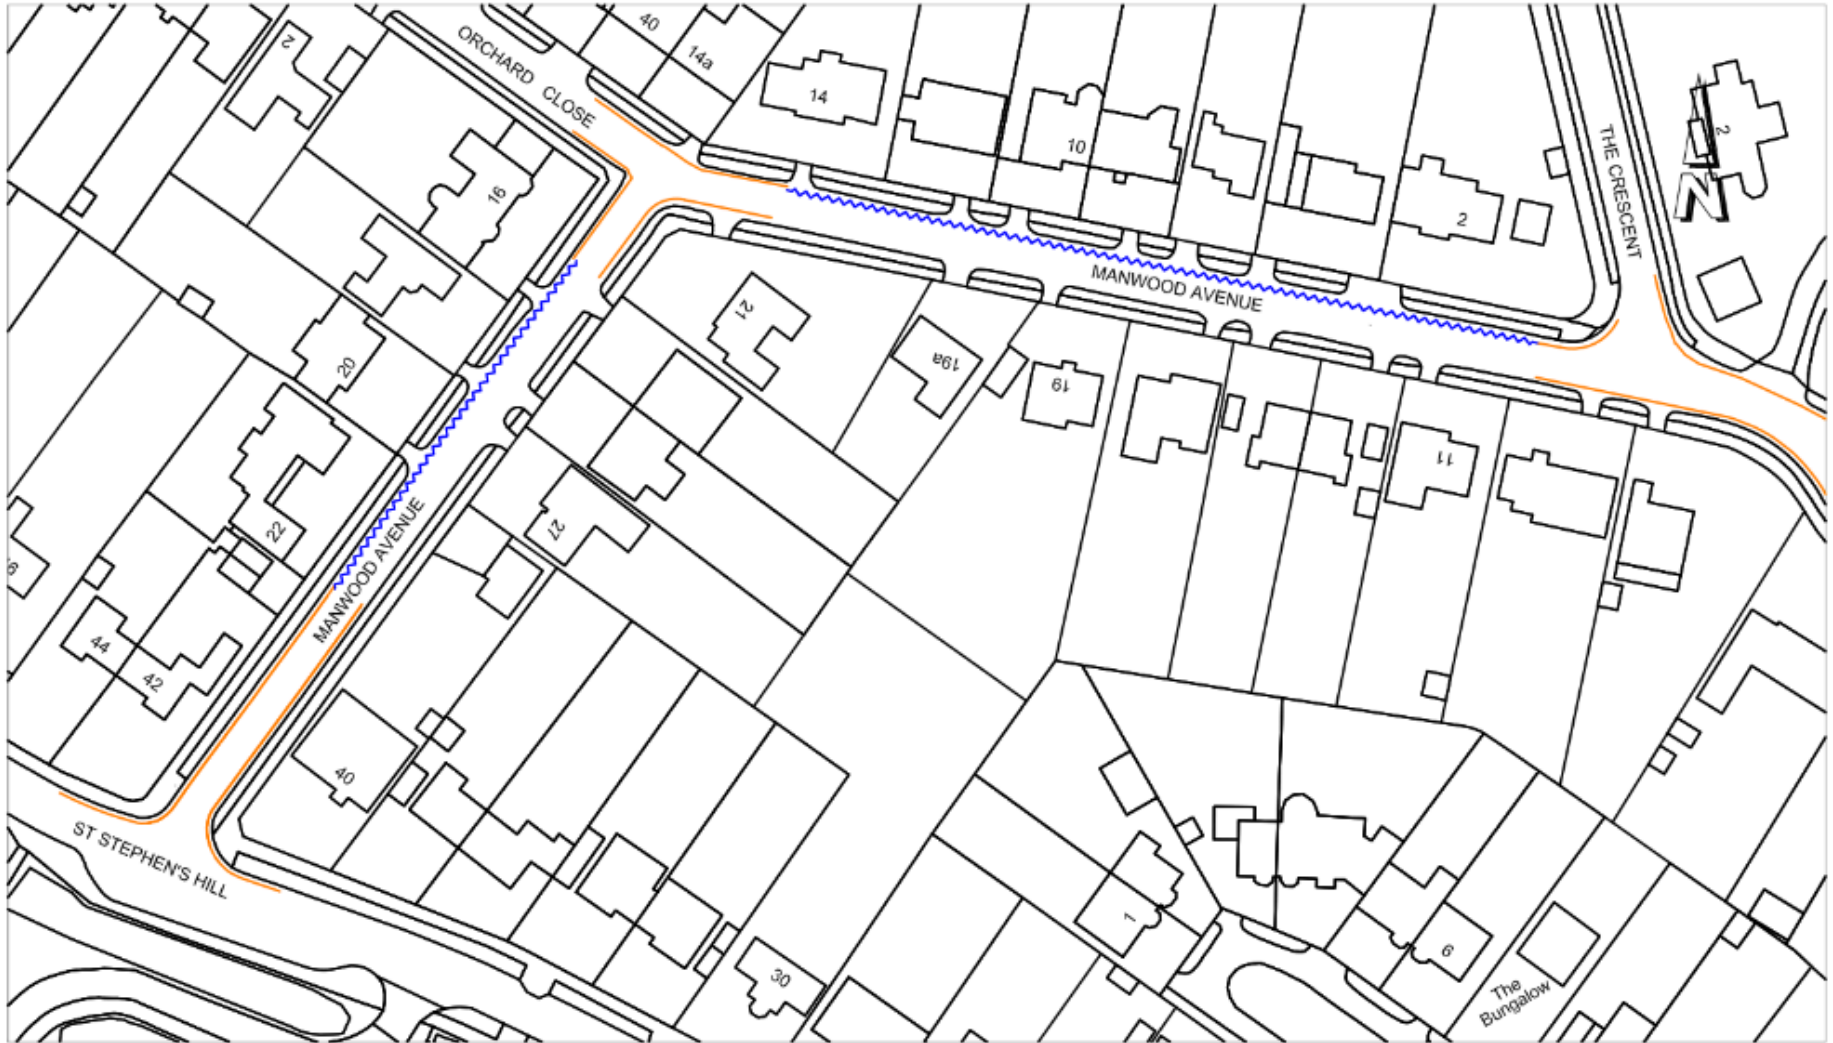 ORCHARD CLOSE
40
14a
2
14
10
16
2
THE CRESCENT
2
N
MANWOOD AVENUE
21
19a
19
20
11
22
27
MANWOOD AVENUE
44
42
40
ST STEPHEN'S HILL
30
1
6
The
Bungalow